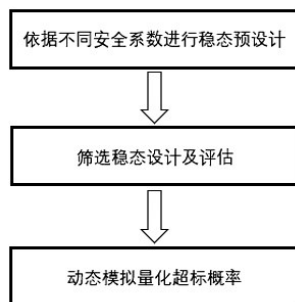 依据不同安全系数进行稳态预设计
筛选稳态设计及评估
动态模拟量化超标概率